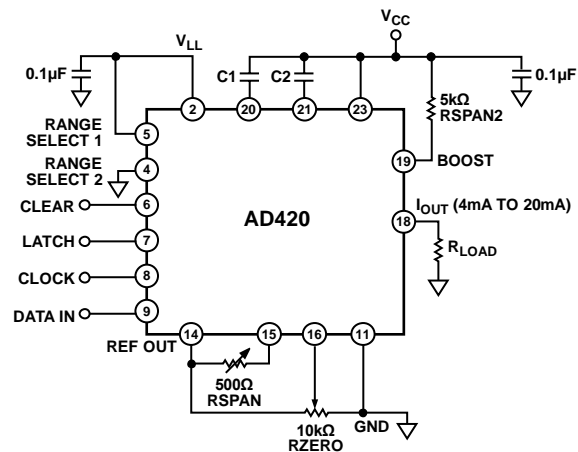 V_CC
V_LL
0.1µF
C1
C2
0.1µF
5kΩ
RSPAN2
2
20
21
23
RANGE
SELECT 1
5
19
BOOST
RANGE
SELECT 2
4
AD420
I_OUT (4mA TO 20mA)
CLEAR
6
18
LATCH
7
R_LOAD
CLOCK
8
DATA IN
9
REF OUT
14
15
16
11
500Ω
RSPAN
10kΩ
RZERO
GND